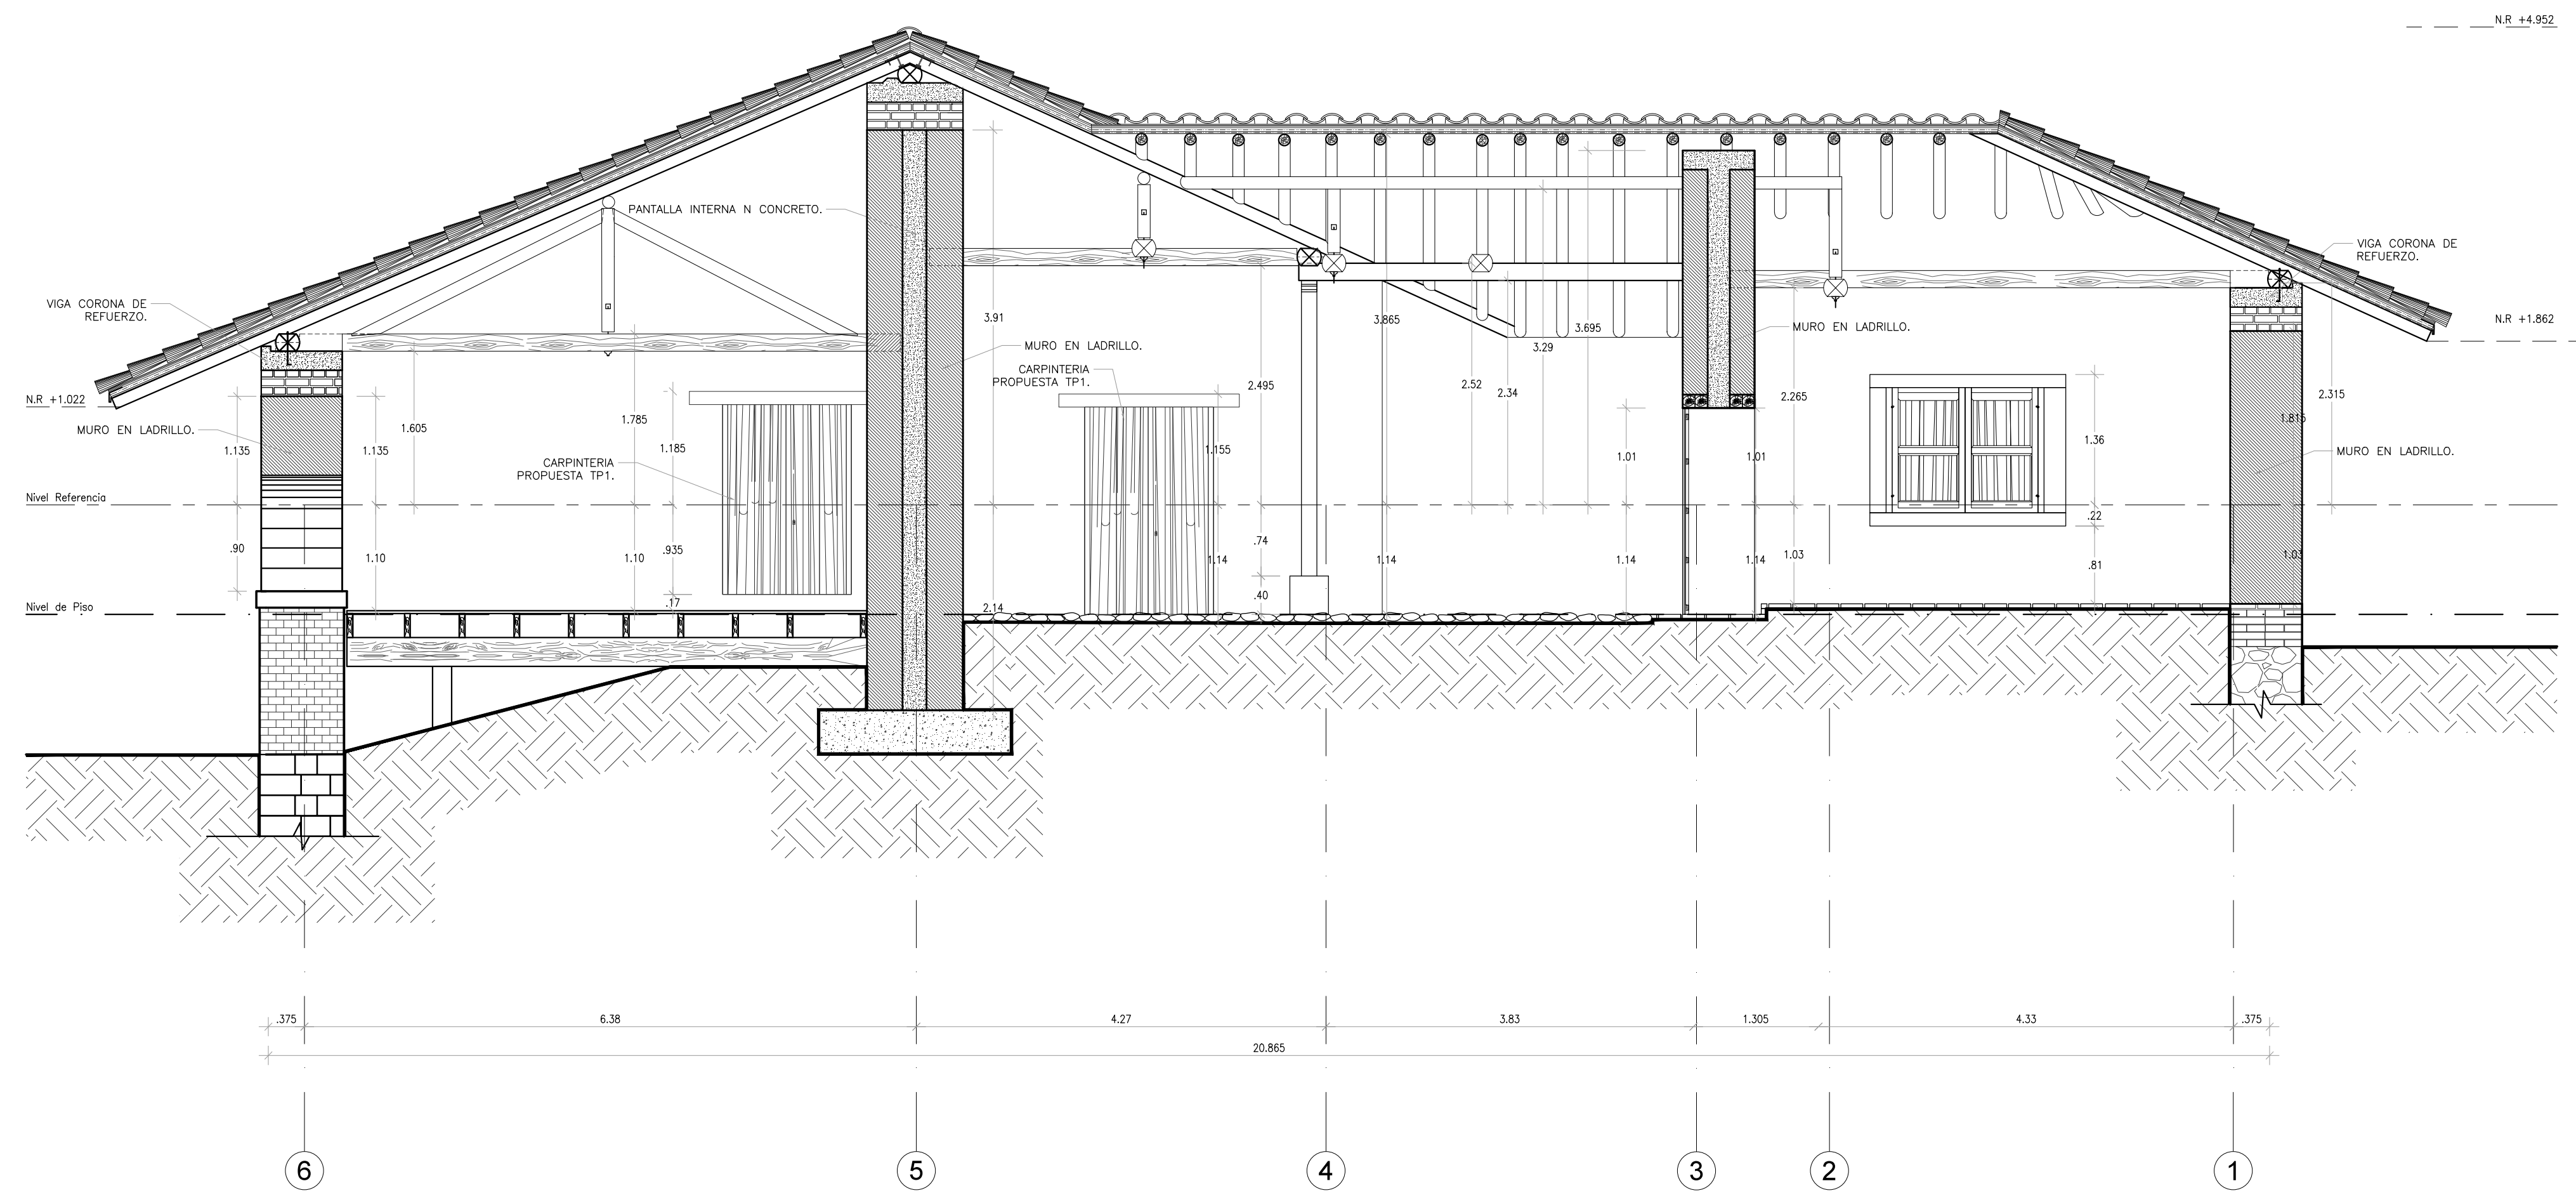 N.R +4.952
PANTALLA INTERNA N CONCRETO.
VIGA CORONA DE
REFUERZO.
VIGA CORONA DE
REFUERZO.
N.R +1.862
3.91
3.865
3.695
3.29
MURO EN LADRILLO.
MURO EN LADRILLO.
CARPINTERIA
PROPUESTA TP1.
2.495
2.52
2.34
2.265
2.315
N.R +1.022
1.605
1.785
1.815
MURO EN LADRILLO.
1.135
1.135
1.185
1.155
1.01
1.01
1.36
MURO EN LADRILLO.
CARPINTERIA
PROPUESTA TP1.
Nivel Referencia
.22
.90
1.10
1.10
.935
1.14
.74
1.14
1.14
1.14
1.03
.81
1.03
Nivel de Piso
.17
2.14
.40
.375
6.38
4.27
3.83
1.305
4.33
.375
20.865
6
5
4
3
2
1